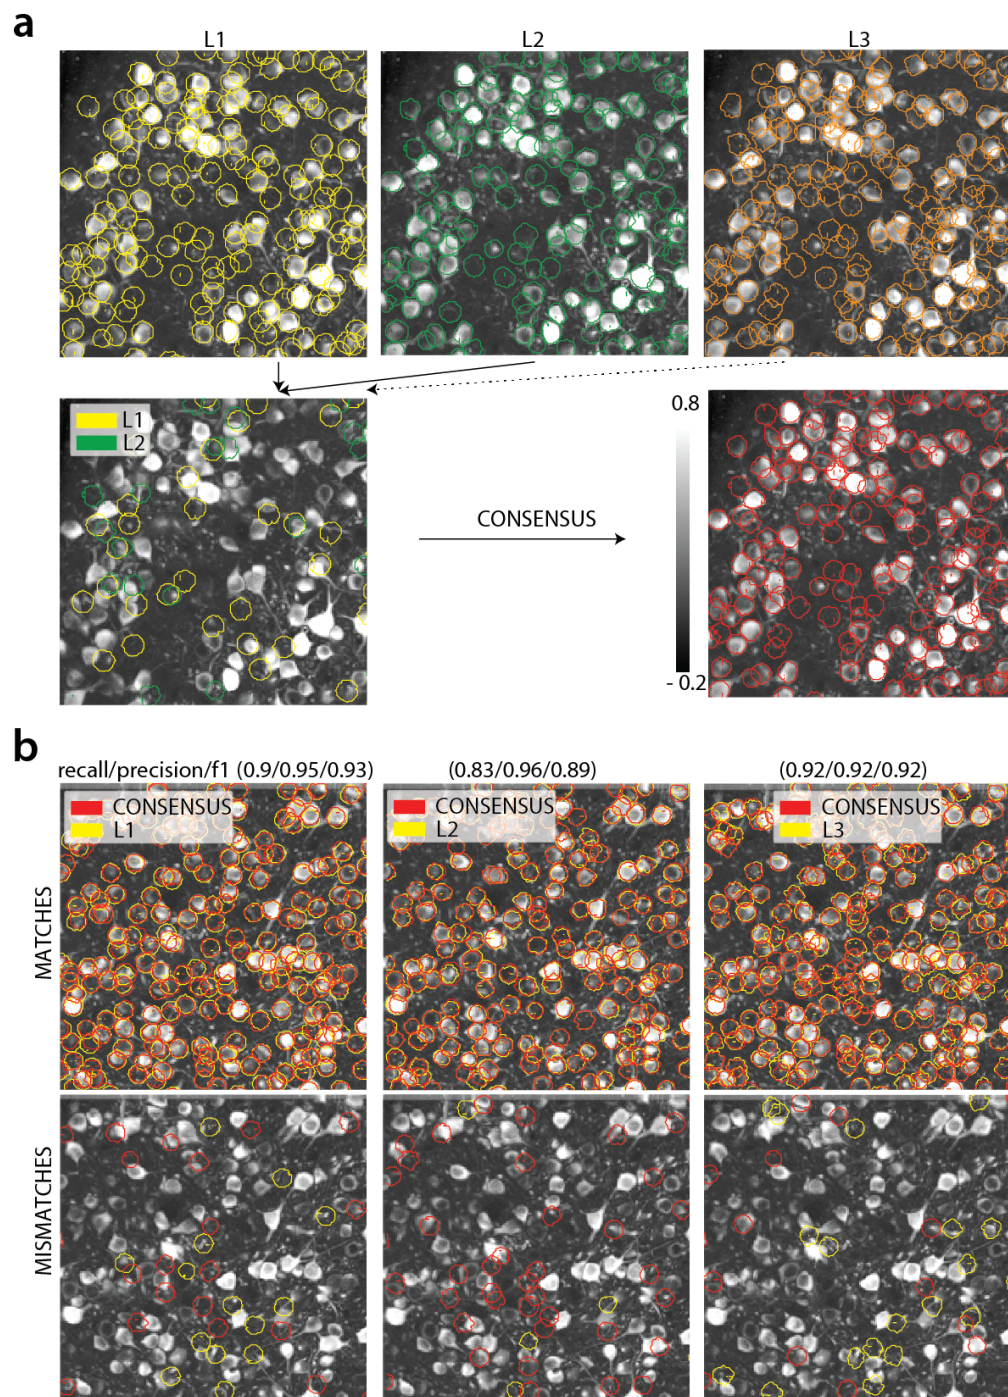 a
L1 L2 L3
L1
L2
0.8
CONSENSUS
- 0.2
b
recall/precision/f1 (0.9/0.95/0.93) (0.83/0.96/0.89) (0.92/0.92/0.92)
CONSENSUS CONSENSUS CONSENSUS
L1 L2 L3
MATCHES
MISMATCHES